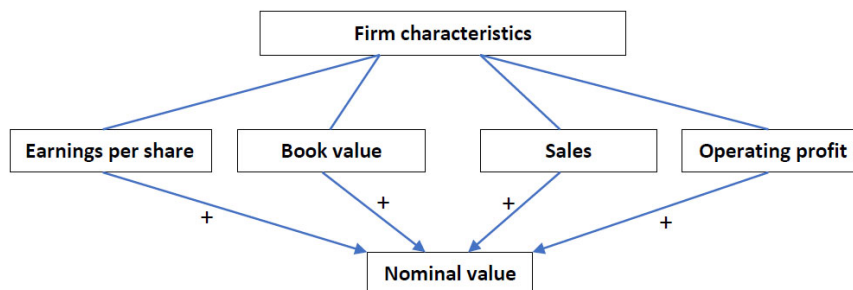 Firm characteristics
Earnings per share
Book value
Sales
Operating profit
+
+
+
+
Nominal value